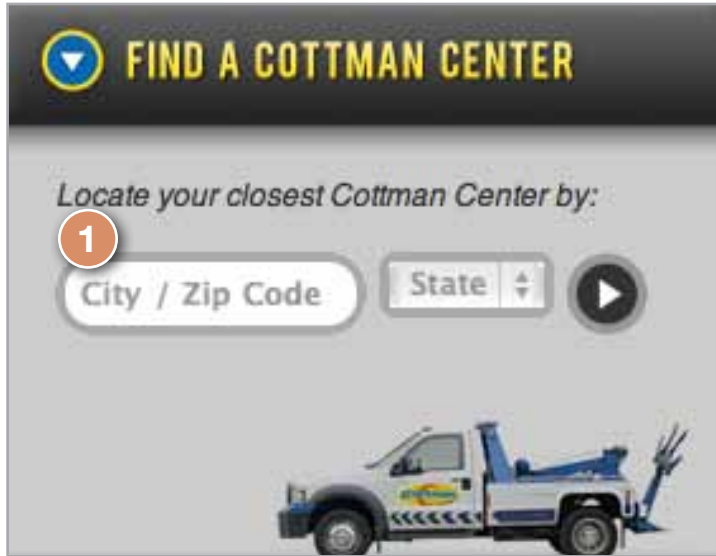 FIND A COTTMAN CENTER
Locate your closest Cottman Center by:
1
City / Zip Code
State